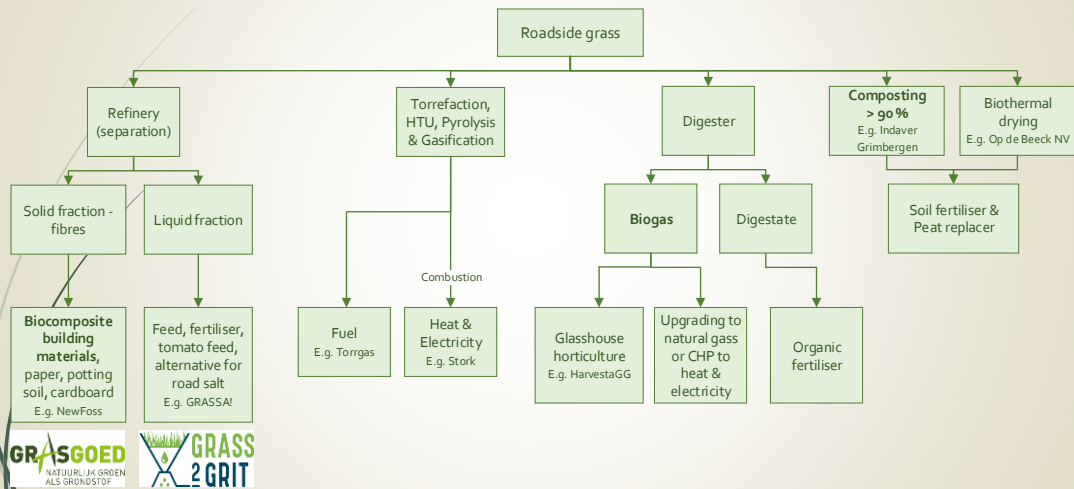 Roadside grass
Refinery
(separation)
Torrefaction,
HTU, Pyrolysis
& Gasification
Digester
Composting
> 90 %
E.g. Indaver
Grimbergen
Biothermal
drying
E.g. Op de Beeck NV
Solid fraction -
fibres
Liquid fraction
Biogas
Digestate
Soil fertiliser &
Peat replacer
Combustion
Biocomposite
building
materials,
paper, potting
soil, cardboard
E.g. NewFoss
Feed, fertiliser,
tomato feed,
alternative for
road salt
E.g. GRASSA!
Fuel
E.g. Torrgas
Heat &
Electricity
E.g. Stork
Glasshouse
horticulture
E.g. HarvestaGG
Upgrading to
natural gass
or CHP to
heat &
electricity
Organic
fertiliser
GRASGOED
NATUURLIJK GROEN
ALS GRONDSTOF
GRASS
2
GRIT